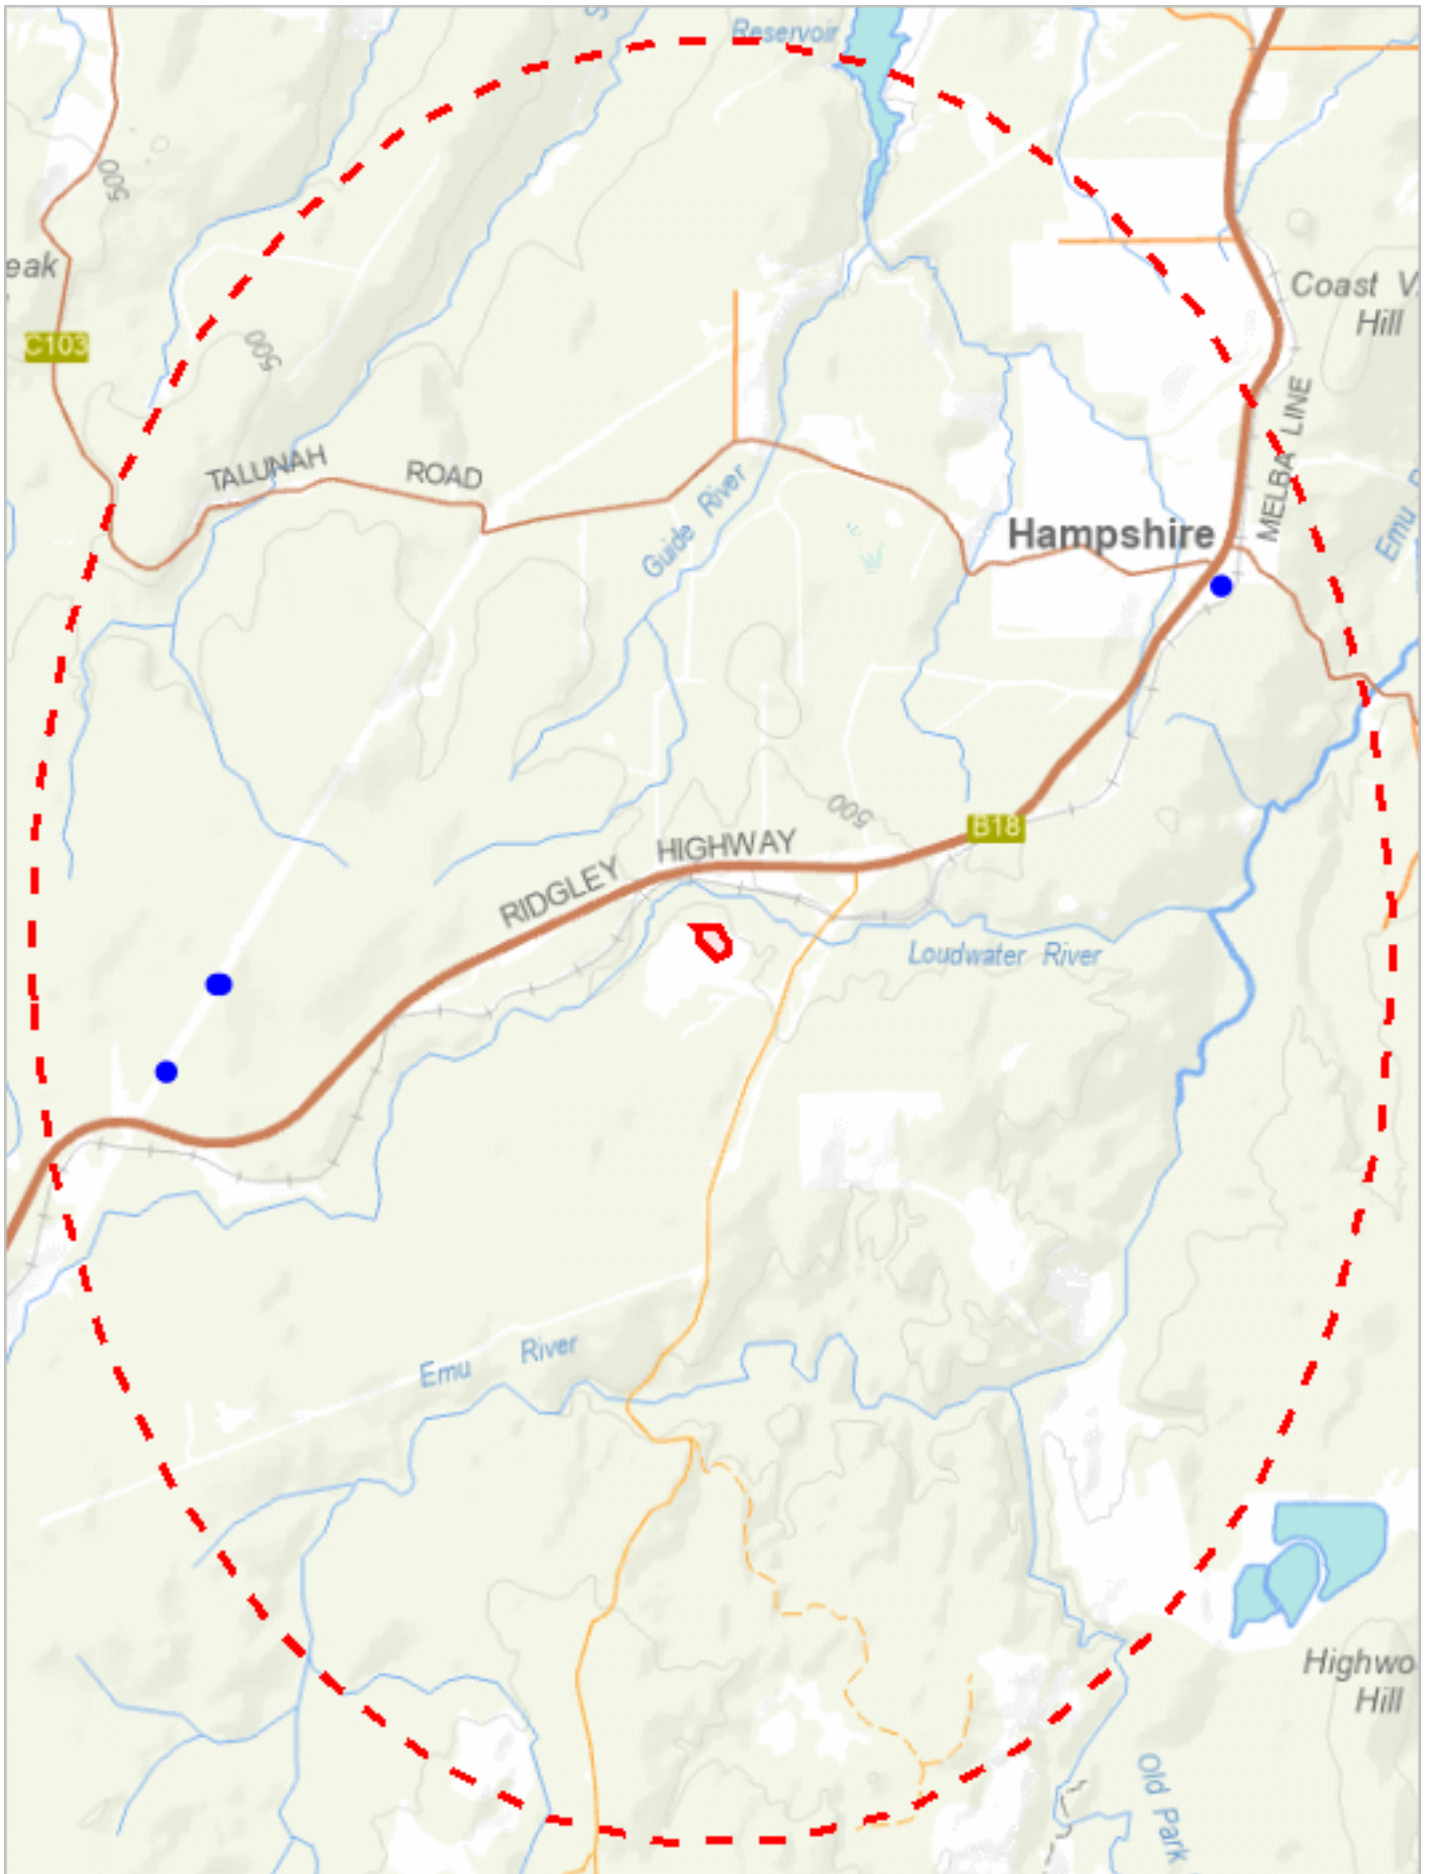 Reservoir
500
eak
Coast V
Hill
C103
500
MELBA LINE
TALUNAH ROAD
Guide River
Hampshire
Emu
500
B18
HIGHWAY
RIDGLEY
Loudwater River
Emu River
Highwo
Hill
Old Park